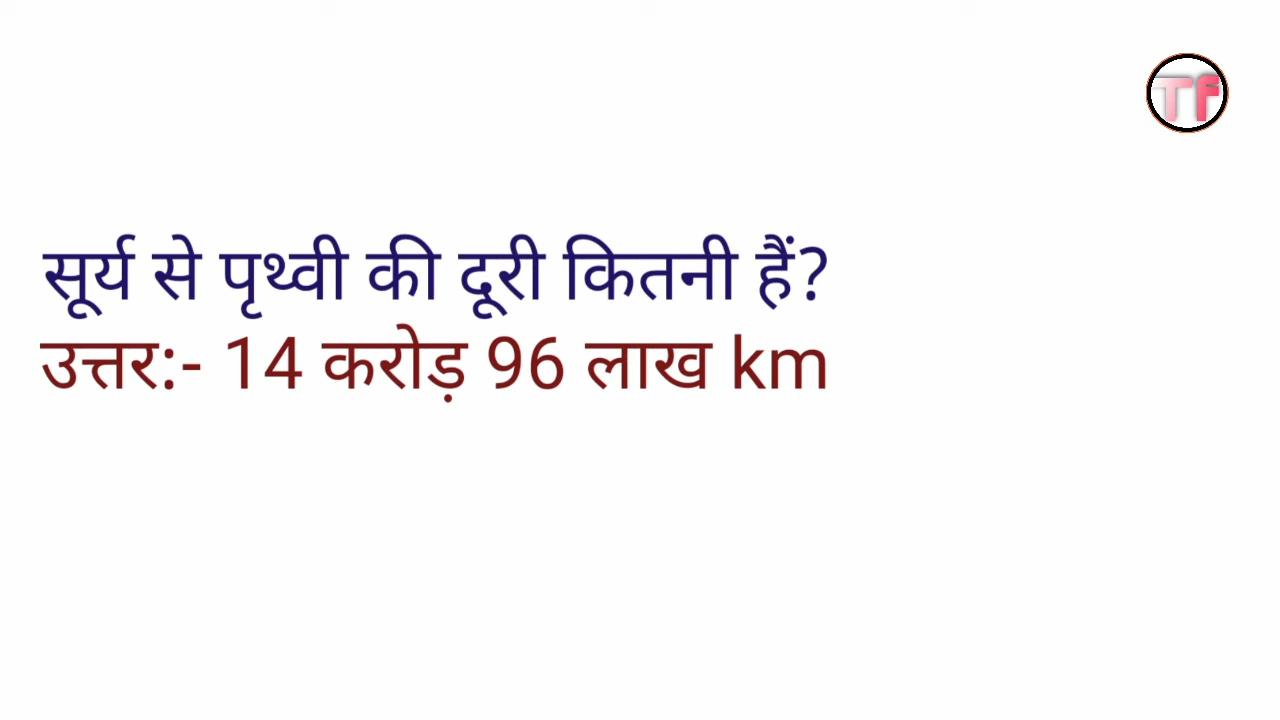 TF
सूर्य से पृथ्वी की दूरी कितनी हैं?
उत्तर:- 14 करोड़ 96 लाख km